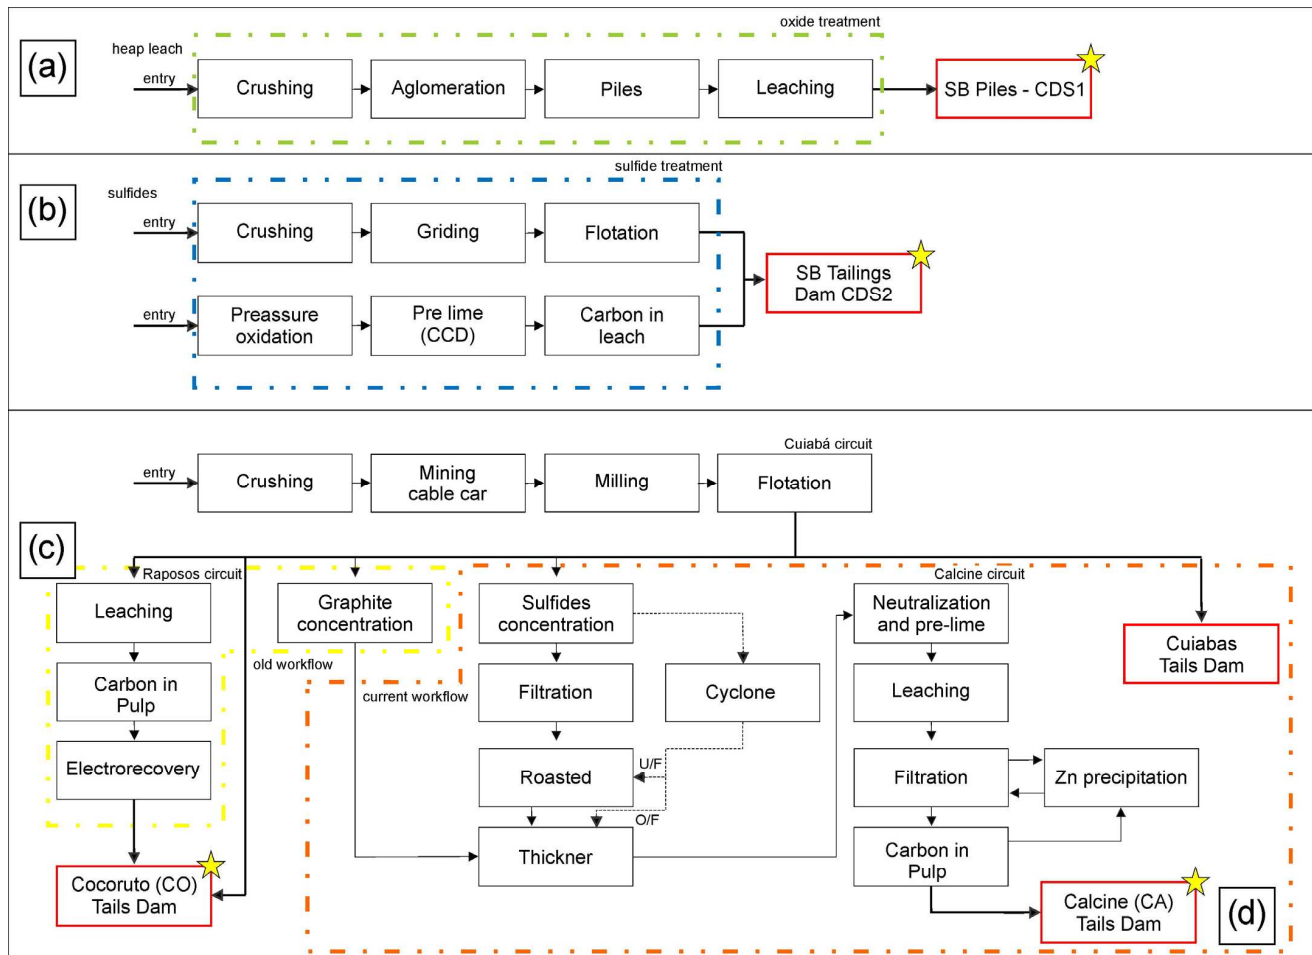 oxide treatment
(a)
heap leach
entry
Crushing
Aglomeration
Piles
Leaching
SB Piles - CDS1
sulfide treatment
(b)
sulfides
entry
Crushing
Griding
Flotation
SB Tailings
Dam CDS2
entry
Preassure
oxidation
Pre lime
(CCD)
Carbon in
leach
Cuiabá circuit
entry
Crushing
Mining
cable car
Milling
Flotation
(c)
Raposos circuit
Calcine circuit
Leaching
Graphite
concentration
Sulfides
concentration
Neutralization
and pre-lime
Cuiabas
Tails Dam
old workflow
current workflow
Carbon in
Pulp
Filtration
Cyclone
Leaching
Electrorecovery
Roasted
U/F
Filtration
Zn precipitation
O/F
Thickner
Carbon in
Pulp
Cocoruto (CO)
Tails Dam
Calcine (CA)
Tails Dam
(d)